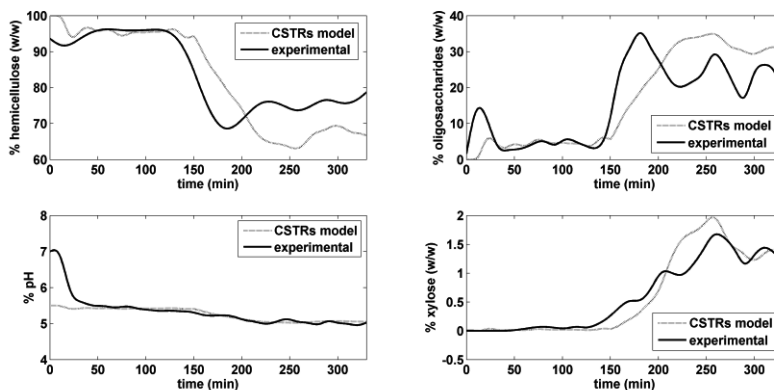 % hemicellulose (w/w)
100
90
80
70
60
0 50 100 150 200 250 300
time (min)
CSTRs model
experimental
% oligosaccharides (w/w)
40
30
20
10
0
0 50 100 150 200 250 300
time (min)
CSTRs model
experimental
% pH
8
7
6
5
4
0 50 100 150 200 250 300
time (min)
CSTRs model
experimental
% xylose (w/w)
2
1.5
1
0.5
0
-0.5
0 50 100 150 200 250 300
time (min)
CSTRs model
experimental